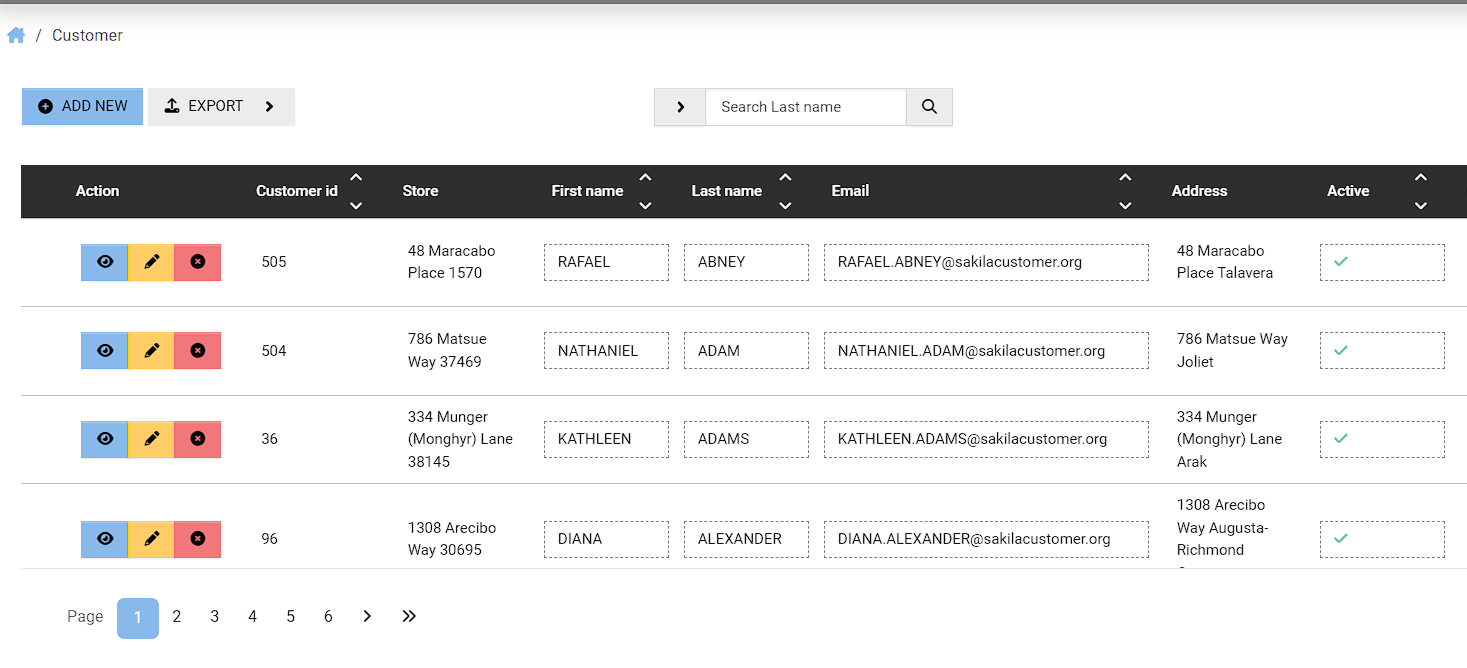 / Customer
ADD NEW EXPORT Search Last name
Action Customer id Store First name Last name Email Address Active
505 48 Maracabo Place 1570 RAFAEL ABNEY RAFAEL.ABNEY@sakilacustomer.org 48 Maracabo Place Talavera
504 786 Matsue Way 37469 NATHANIEL ADAM NATHANIEL.ADAM@sakilacustomer.org 786 Matsue Way Joliet
36 334 Munger (Monghyr) Lane 38145 KATHLEEN ADAMS KATHLEEN.ADAMS@sakilacustomer.org 334 Munger (Monghyr) Lane Arak
96 1308 Arecibo Way 30695 DIANA ALEXANDER DIANA.ALEXANDER@sakilacustomer.org 1308 Arecibo Way Augusta-Richmond
Page 1 2 3 4 5 6